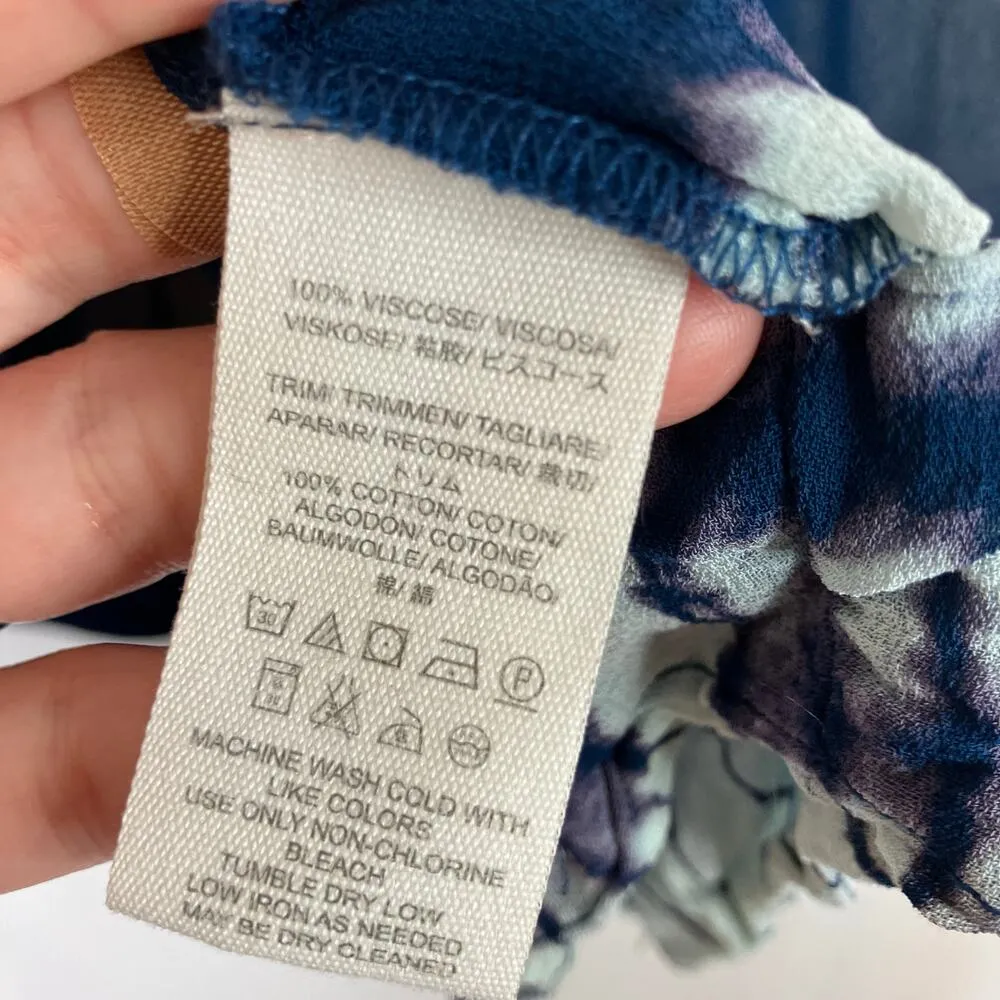 100% VISCOSE/ VISCOSA/
VISKOSE/ 粘胶/ ビスコース
TRIM/ TRIMMEN/ TAGLIARE/
APARAR/ RECORTAR/ 裁切/
トリム
100% COTTON/ COTON/
ALGODÓN/ COTONE/
BAUMWOLLE/ ALGODÃO
棉/ 綿
30
P
MACHINE WASH COLD WITH
LIKE COLORS
USE ONLY NON-CHLORINE
BLEACH
TUMBLE DRY LOW
LOW IRON AS NEEDED
MAY BE DRY CLEANED